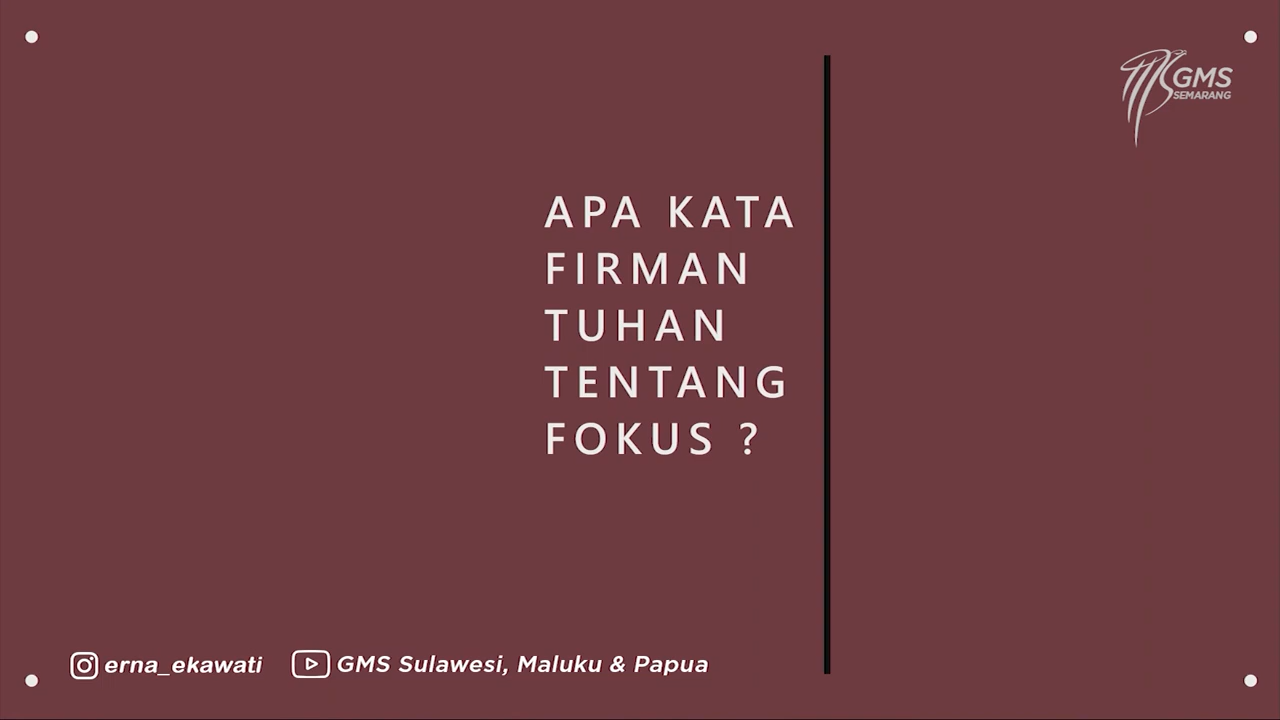 GMS
SEMARANG
APA KATA
FIRMAN
TUHAN
TENTANG
FOKUS ?
erna_ekawati
GMS Sulawesi, Maluku & Papua